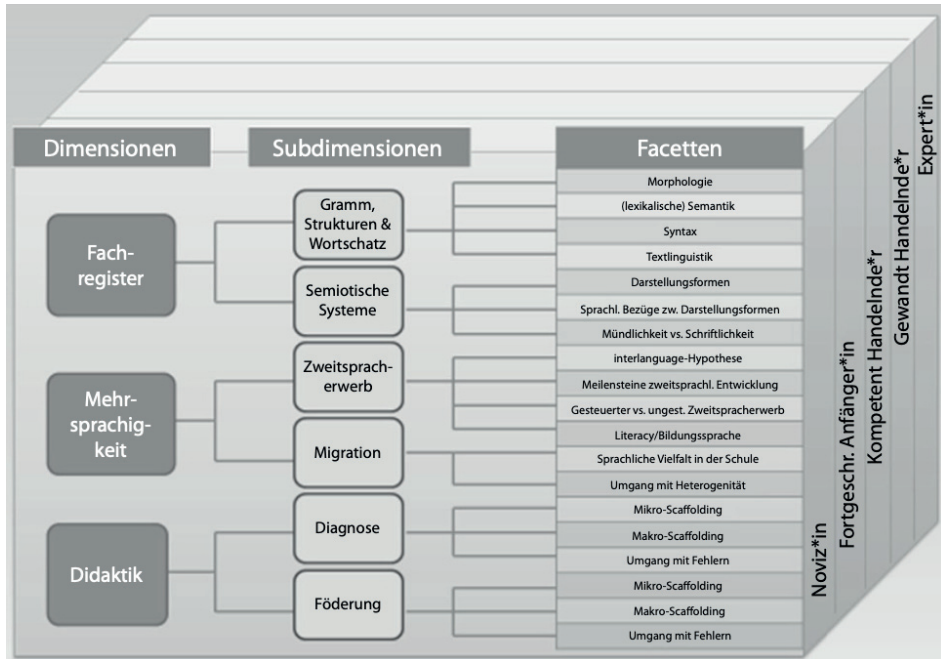 Dimensionen
Subdimensionen
Facetten
Fach-
register
Gramm,
Strukturen &
Wortschatz
Morphologie
(lexikalische) Semantik
Syntax
Textlinguistik
Semiotische
Systeme
Darstellungsformen
Sprachl. Bezüge zw. Darstellungsformen
Mündlichkeit vs. Schriftlichkeit
Mehr-
sprachig-
keit
Zweitsprach-
erwerb
interlanguage-Hypothese
Meilensteine zweitsprachl. Entwicklung
Gesteuerter vs. ungest. Zweitspracherwerb
Literacy/Bildungssprache
Migration
Sprachliche Vielfalt in der Schule
Umgang mit Heterogenität
Didaktik
Diagnose
Mikro-Scaffolding
Makro-Scaffolding
Umgang mit Fehlern
Föderung
Mikro-Scaffolding
Makro-Scaffolding
Umgang mit Fehlern
Noviz*in
Fortgeschr. Anfänger*in
Kompetent Handelnde*r
Gewandt Handelnde*r
Expert*in